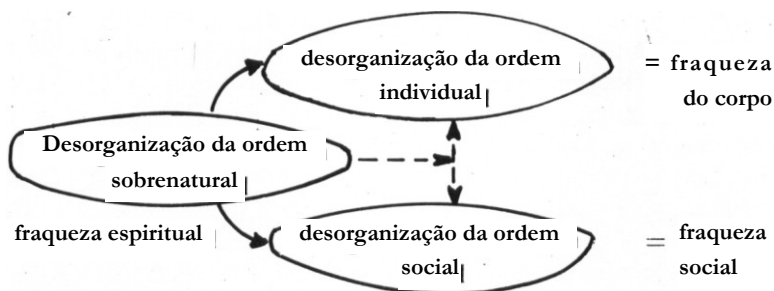 desorganização da ordem
individual
= fraqueza
do corpo
Desorganização da ordem
sobrenatural
fraqueza espiritual
desorganização da ordem
social
= fraqueza
social